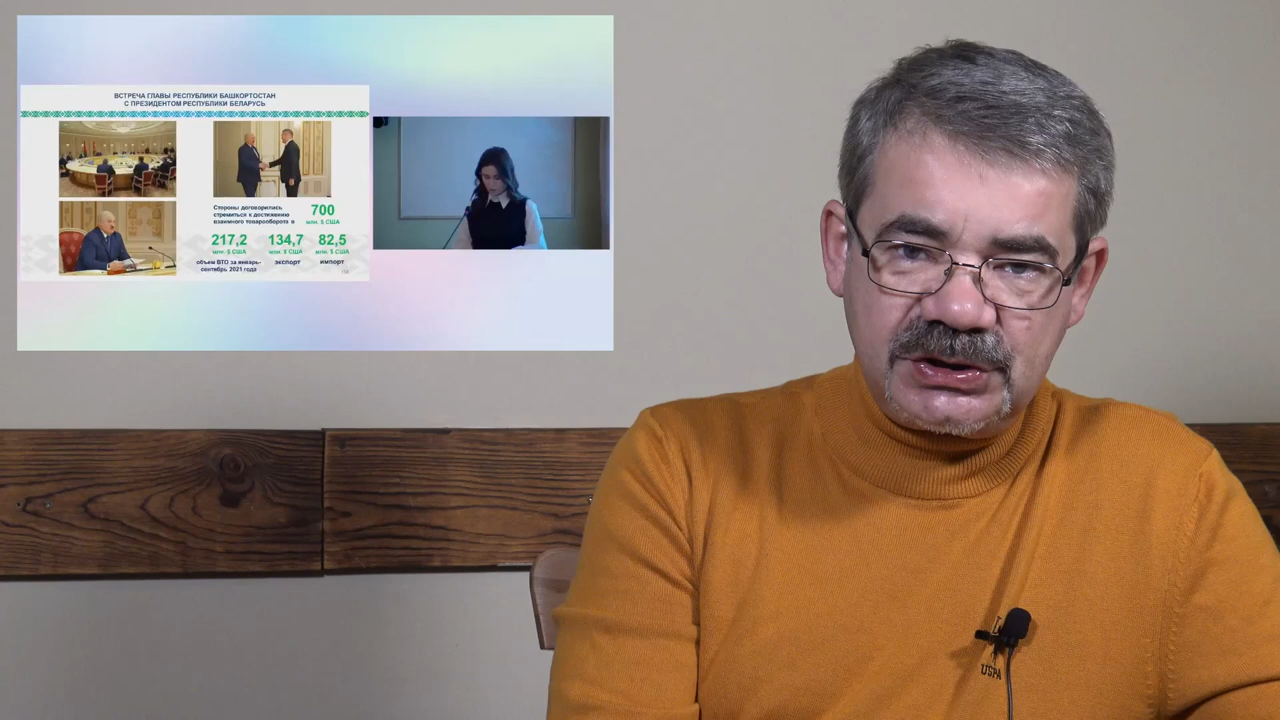 ВСТРЕЧА ГЛАВЫ РЕСПУБЛИКИ БАШКОРТОСТАН
С ПРЕЗИДЕНТОМ РЕСПУБЛИКИ БЕЛАРУСЬ
Стороны договорились
стремиться к достижению
взаимного товарооборота в
700
млн. $ США
217,2
млн. $ США
объем ВТО за январь-
сентябрь 2021 года
134,7
млн. $ США
экспорт
82,5
млн. $ США
импорт
USPA